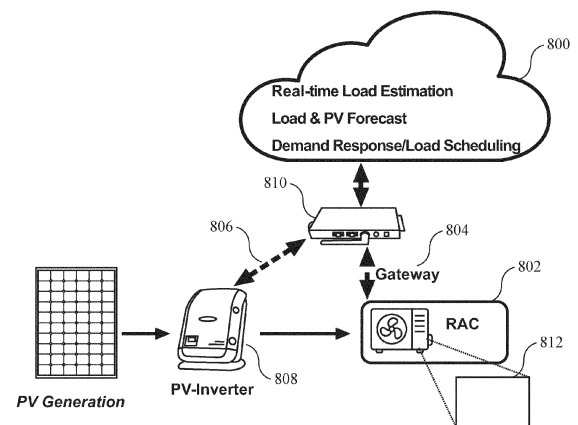 800
Real-time Load Estimation
Load & PV Forecast
Demand Response/Load Scheduling
810
806
804
Gateway
802
RAC
812
808
PV-Inverter
PV Generation